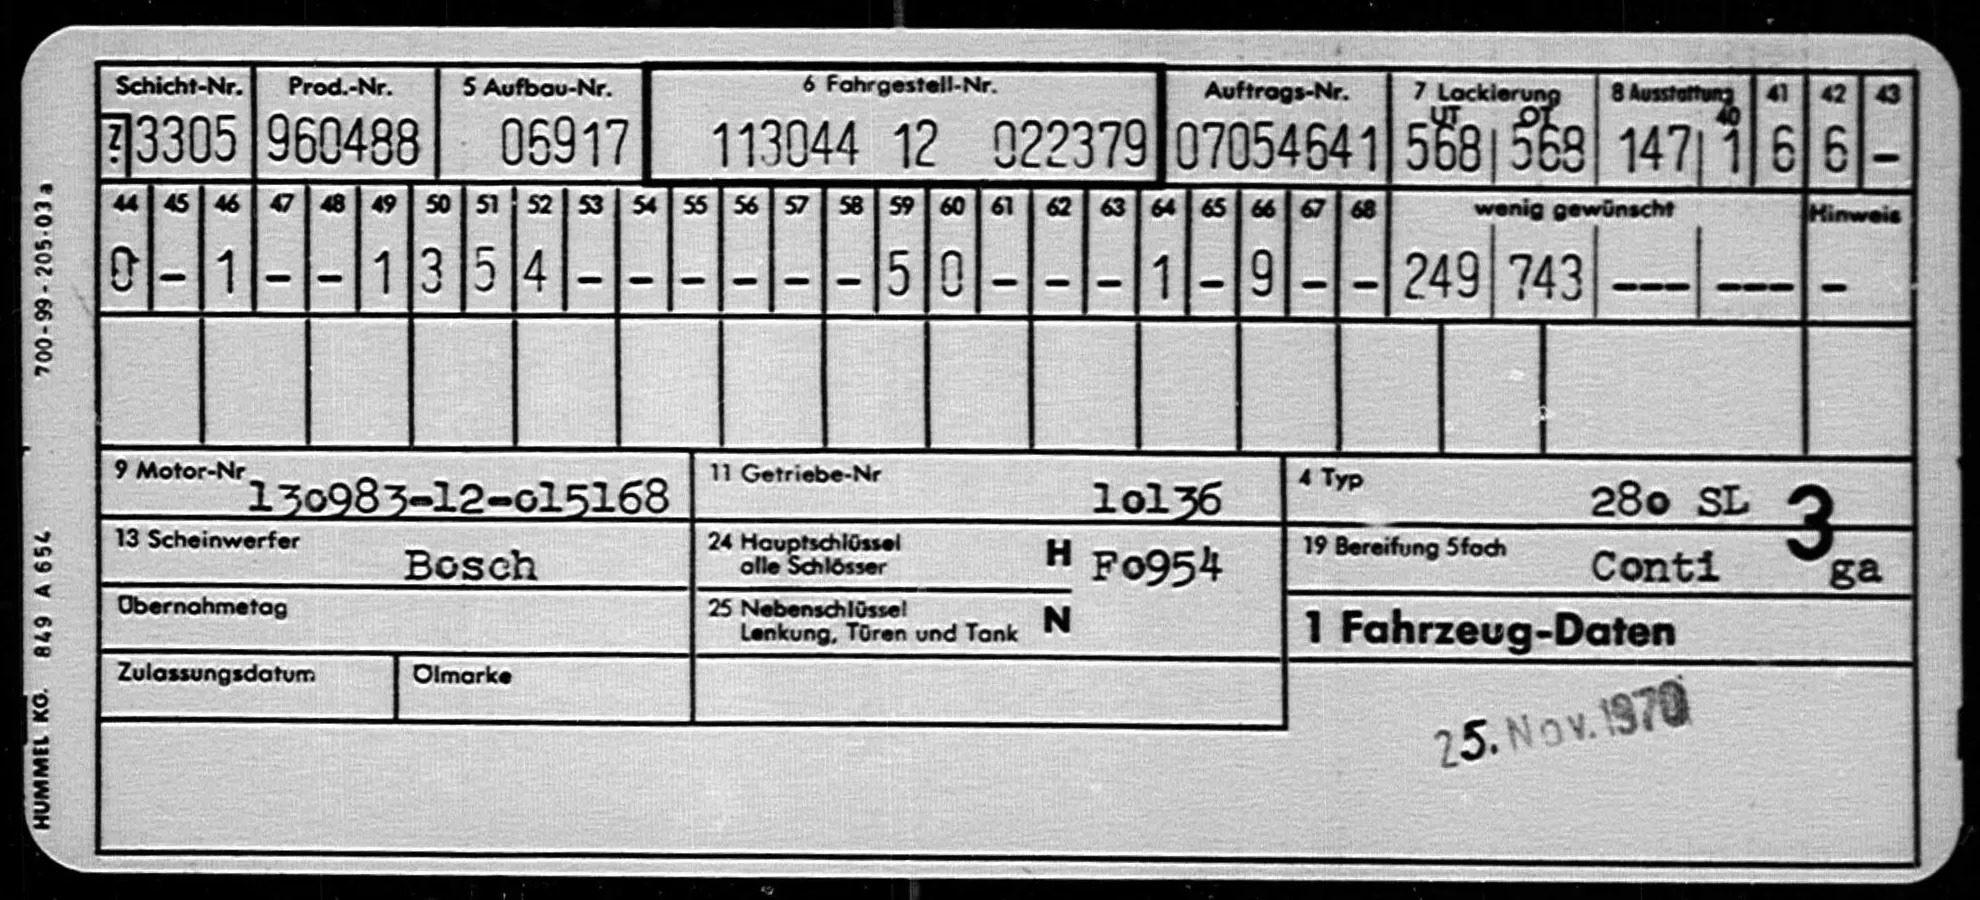 Schicht-Nr. Prod.-Nr. 5 Aufbau-Nr. 6 Fahrgestell-Nr. Auftrags-Nr. 7 Lackierung 8 Ausstattung 41 42 43
UT OT 40
Z. 3305 960488 06917 113044 12 022379 07054641 568 568 147 1 6 6 -
44 45 46 47 48 49 50 51 52 53 54 55 56 57 58 59 60 61 62 63 64 65 66 67 68 wenig gewünscht Hinweis
0 - 1 - - 1 3 5 4 - - - - - - 5 0 - - - 1 - 9 - - 249 743 --- --- -
9 Motor-Nr 130983-12-015168 11 Getriebe-Nr 10136 4 Typ 280 SL 3
13 Scheinwerfer Bosch 24 Hauptschlüssel alle Schlösser H F0954 19 Bereifung 5fach Conti ga
Übernahmetag 25 Nebenschlüssel Lenkung, Türen und Tank N 1 Fahrzeug-Daten
Zulassungsdatum Ölmarke
25. Nov. 1970
HUMMEL KG. 849 A 654 700-99-205-03a